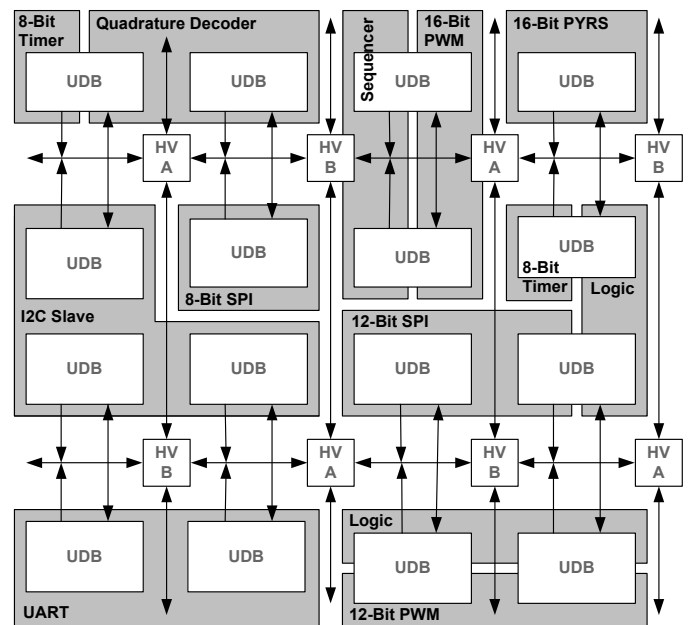 8-Bit
Timer
Quadrature Decoder
Sequencer
16-Bit
PWM
16-Bit PYRS
UDB
UDB
UDB
UDB
HV
A
HV
B
HV
A
HV
B
UDB
UDB
UDB
UDB
8-Bit SPI
8-Bit
Timer
Logic
I2C Slave
12-Bit SPI
UDB
UDB
UDB
UDB
HV
B
HV
A
HV
B
HV
A
Logic
UDB
UDB
UDB
UDB
UART
12-Bit PWM